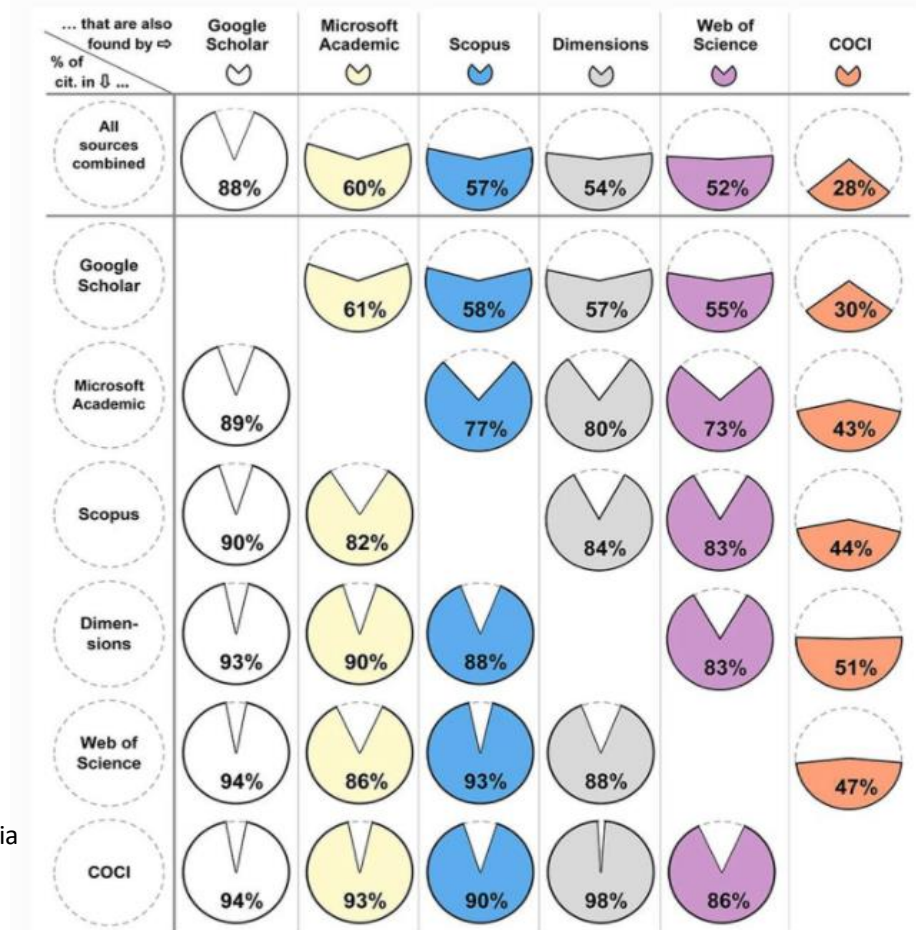 ... that are also
found by ⇨
% of
cit. in ⇩ ...
Google
Scholar
Microsoft
Academic
Scopus
Dimensions
Web of
Science
COCI
All
sources
combined
88%
60%
57%
54%
52%
28%
Google
Scholar
61%
58%
57%
55%
30%
Microsoft
Academic
89%
77%
80%
73%
43%
Scopus
90%
82%
84%
83%
44%
Dimen-
sions
93%
90%
88%
83%
51%
Web of
Science
94%
86%
93%
88%
47%
ia
COCI
94%
93%
90%
98%
86%